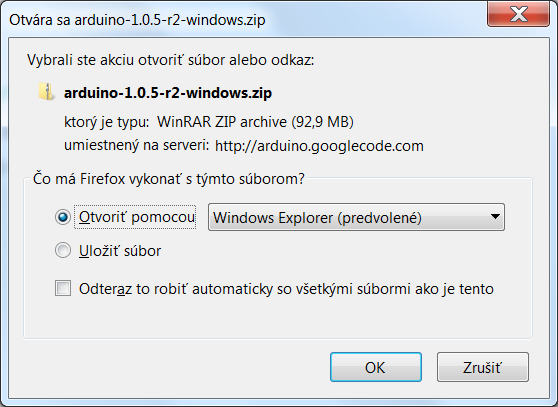 Otvára sa arduino-1.0.5-r2-windows.zip
Vybrali ste akciu otvoriť súbor alebo odkaz:
arduino-1.0.5-r2-windows.zip
ktorý je typu: WinRAR ZIP archive (92,9 MB)
umiestnený na serveri: http://arduino.googlecode.com
Čo má Firefox vykonať s týmto súborom?
Otvoriť pomocou Windows Explorer (predvolené)
Uložiť súbor
Odteraz to robiť automaticky so všetkými súbormi ako je tento
OK Zrušiť